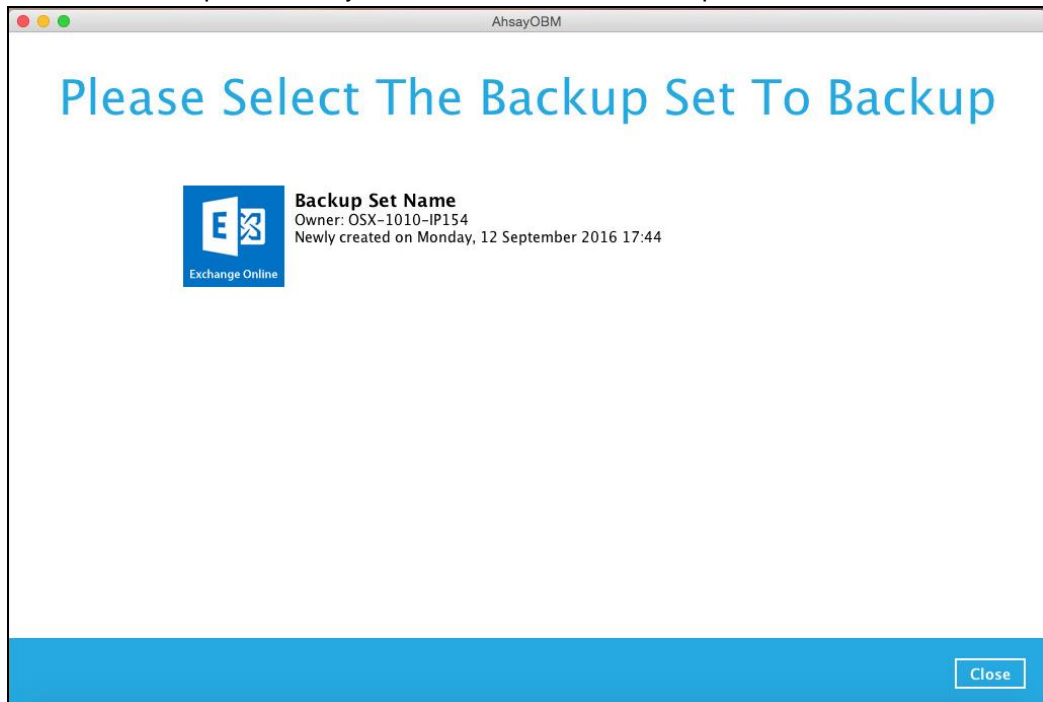 AhsayOBM
Please Select The Backup Set To Backup
Backup Set Name
Owner: OSX-1010-IP154
Newly created on Monday, 12 September 2016 17:44
E
Exchange Online
Close